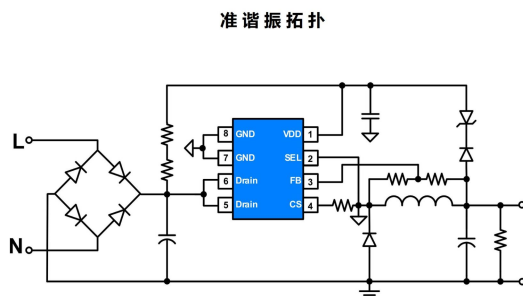 准谐振拓扑
L
N
8 GND VDD 1
7 GND SEL 2
6 Drain FB 3
5 Drain CS 4